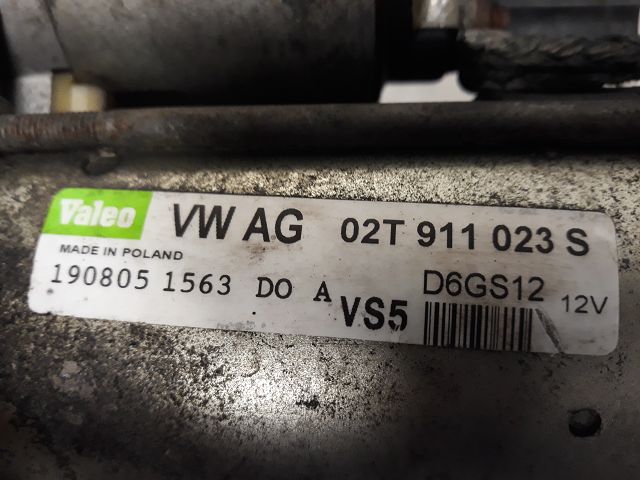 Valeo VW AG 02T 911 023 S
MADE IN POLAND
190805 1563 DO A VS5 D6GS12 12V